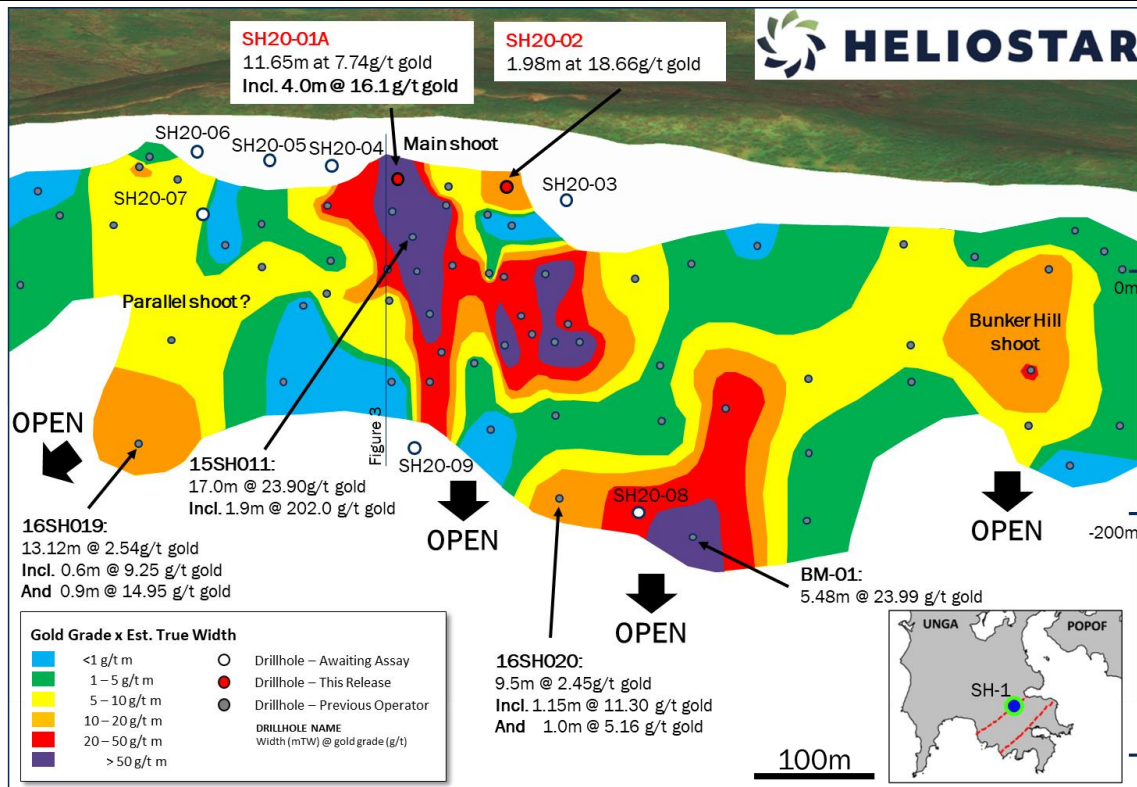 HELIOSTAR
SH20-01A
11.65m at 7.74g/t gold
Incl. 4.0m @ 16.1 g/t gold
SH20-02
1.98m at 18.66g/t gold
SH20-06
SH20-05
SH20-04
Main shoot
SH20-03
SH20-07
0m
Parallel shoot?
Bunker Hill
shoot
OPEN
Figure 3
SH20-09
15SH011:
17.0m @ 23.90g/t gold
Incl. 1.9m @ 202.0 g/t gold
SH20-08
OPEN
OPEN
-200m
16SH019:
13.12m @ 2.54g/t gold
Incl. 0.6m @ 9.25 g/t gold
And 0.9m @ 14.95 g/t gold
BM-01:
5.48m @ 23.99 g/t gold
OPEN
16SH020:
9.5m @ 2.45g/t gold
Incl. 1.15m @ 11.30 g/t gold
And 1.0m @ 5.16 g/t gold
Gold Grade x Est. True Width
<1 g/t m
1 – 5 g/t m
5 – 10 g/t m
10 – 20 g/t m
20 – 50 g/t m
> 50 g/t m
Drillhole – Awaiting Assay
Drillhole – This Release
Drillhole – Previous Operator
DRILLHOLE NAME
Width (mTW) @ gold grade (g/t)
100m
UNGA
POPOF
SH-1